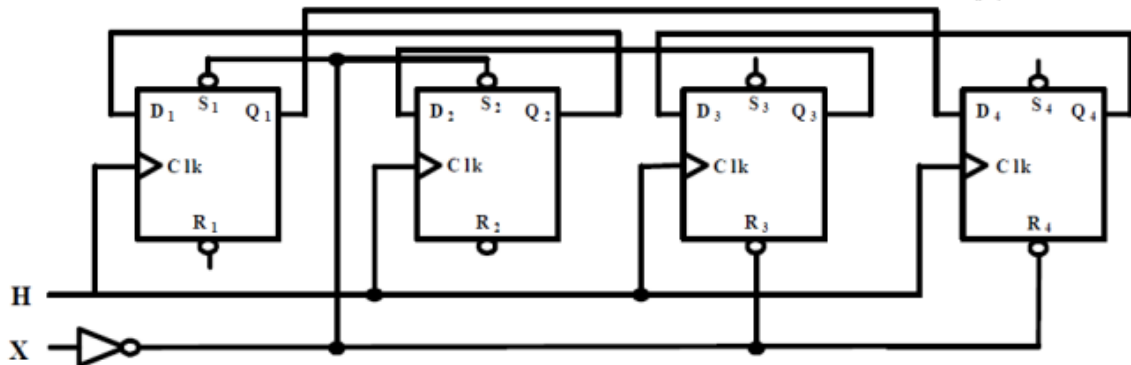 D1 S1 Q1
Clk
R1
D2 S2 Q2
Clk
R2
D3 S3 Q3
Clk
R3
D4 S4 Q4
Clk
R4
H
X